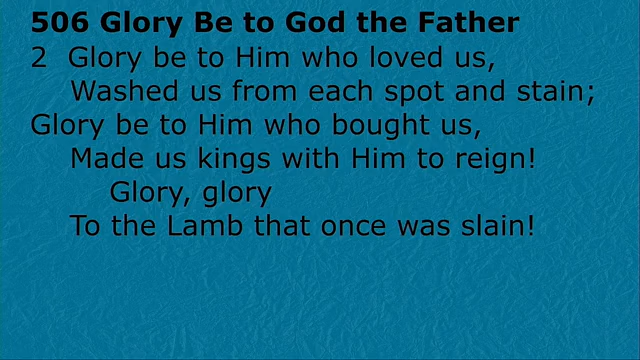 506 Glory Be to God the Father
2 Glory be to Him who loved us,
Washed us from each spot and stain;
Glory be to Him who bought us,
Made us kings with Him to reign!
Glory, glory
To the Lamb that once was slain!